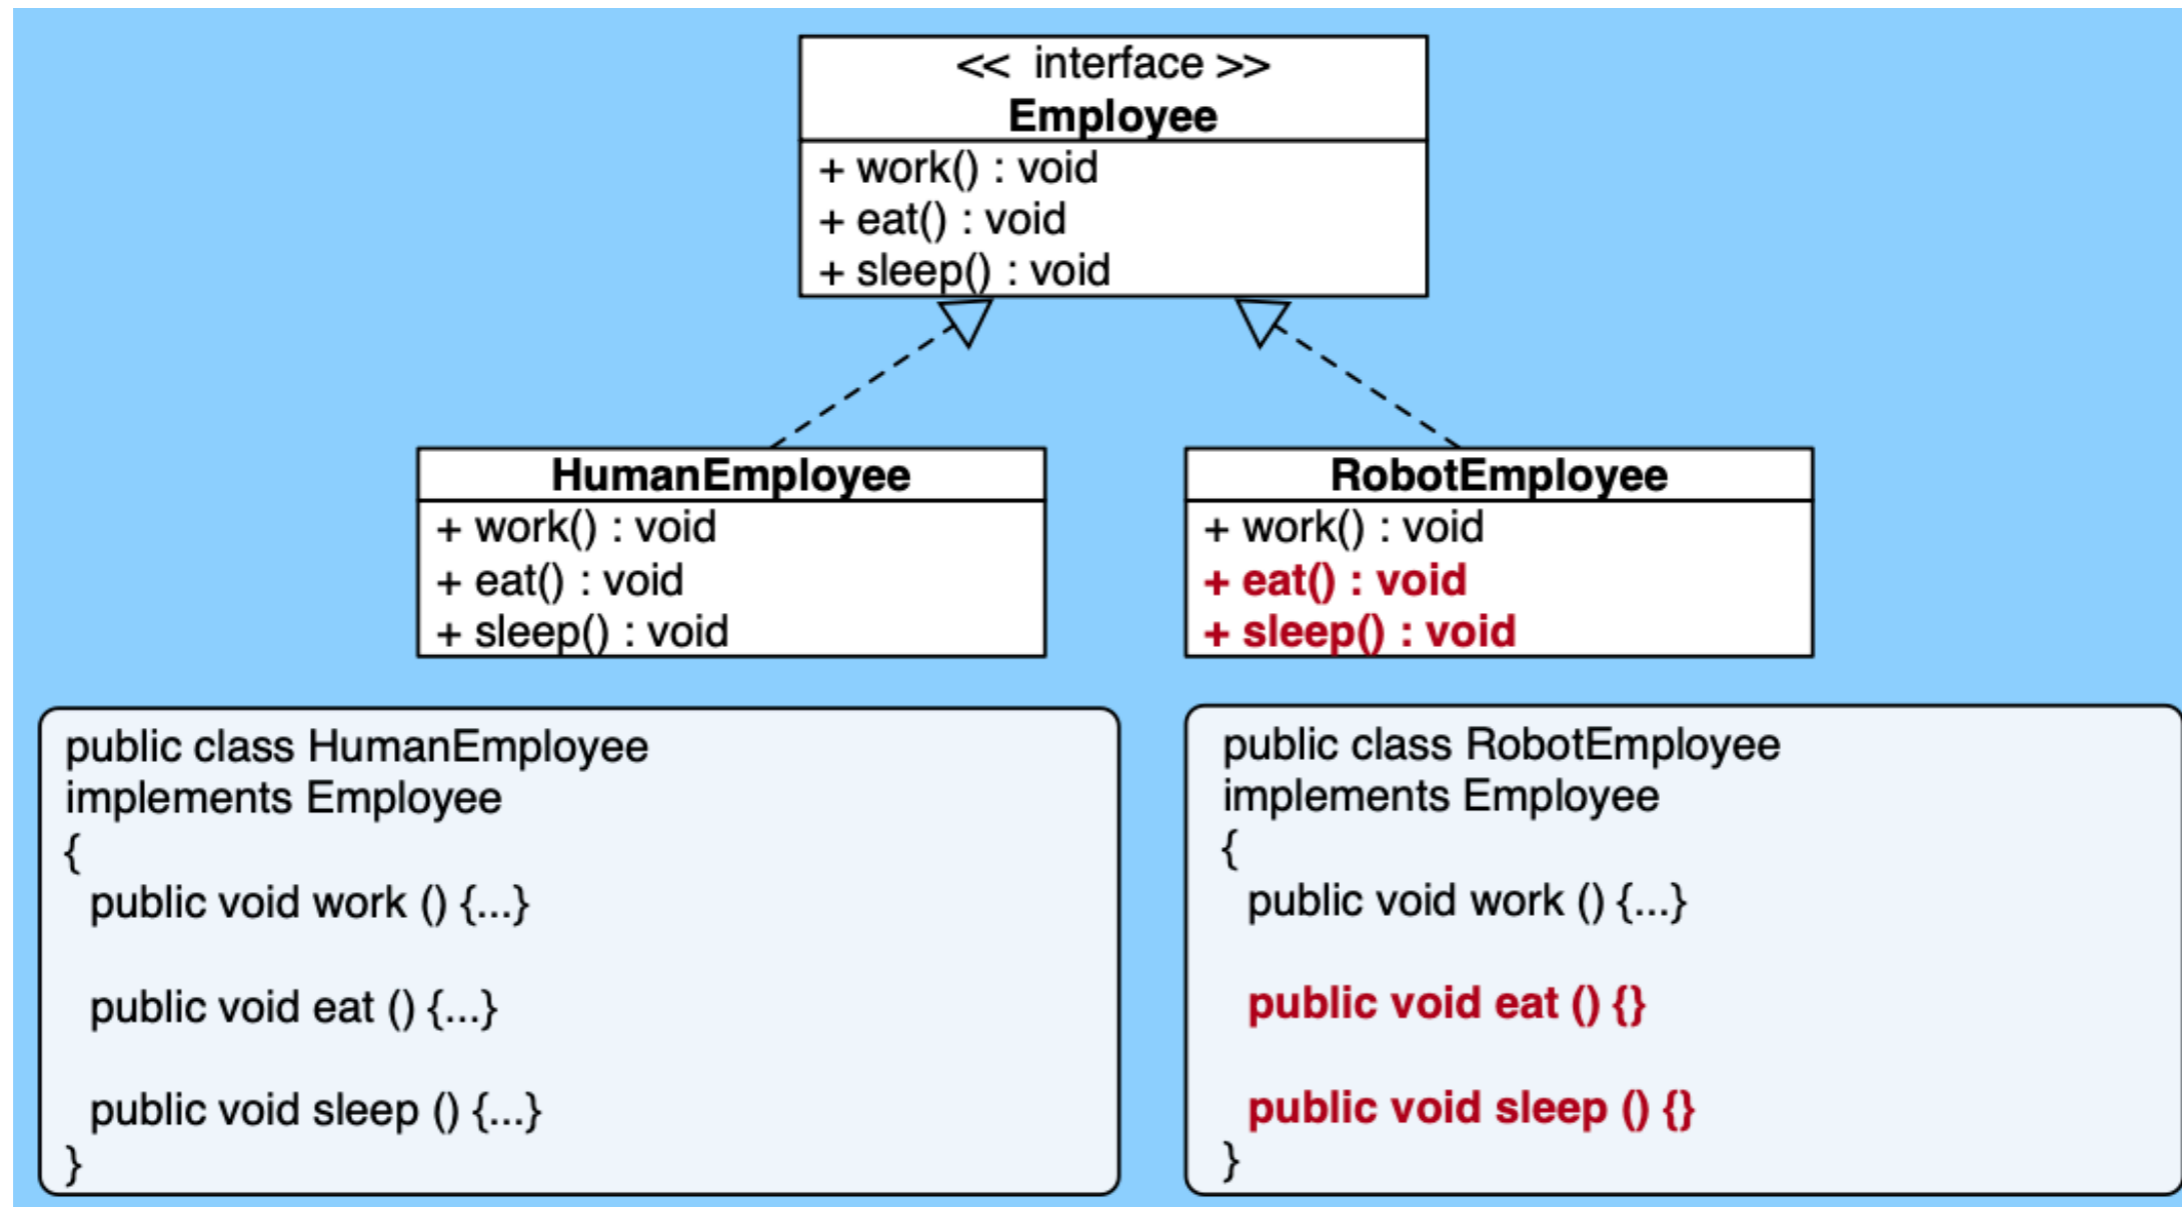 << interface >>
Employee
+ work() : void
+ eat() : void
+ sleep() : void
HumanEmployee
+ work() : void
+ eat() : void
+ sleep() : void
RobotEmployee
+ work() : void
+ eat() : void
+ sleep() : void
public class HumanEmployee
implements Employee
{
public void work () {...}
public void eat () {...}
public void sleep () {...}
}
public class RobotEmployee
implements Employee
{
public void work () {...}
public void eat () {}
public void sleep () {}
}